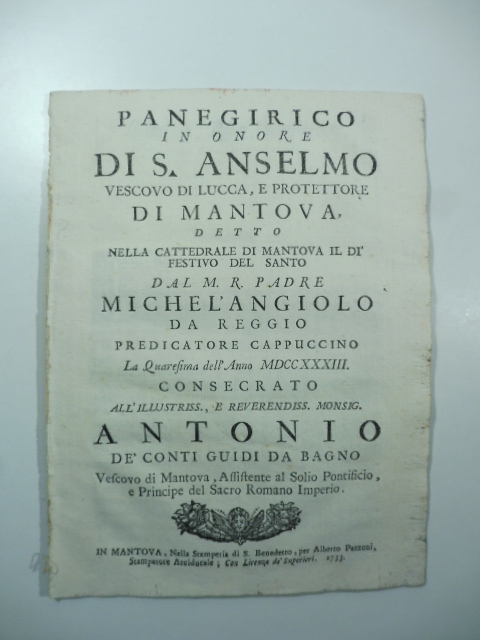 PANEGIRICO
IN ONORE
DI S. ANSELMO
VESCOVO DI LUCCA, E PROTETTORE
DI MANTOVA,
DETTO
NELLA CATTEDRALE DI MANTOVA IL DI'
FESTIVO DEL SANTO
DAL M. R. PADRE
MICHEL'ANGIOLO
DA REGGIO
PREDICATORE CAPPUCCINO
La Quaresima dell'Anno MDCCXXXIII.
CONSECRATO
ALL'ILLUSTRISS., E REVERENDISS. MONSIG.
ANTONIO
DE' CONTI GUIDI DA BAGNO
Vescovo di Mantova, Assistente al Solio Pontificio,
e Principe del Sacro Romano Imperio.
IN MANTOVA, Nella Stamperia di S. Benedetto, per Alberto Pazzoni,
Stampatore Arciducale; Con Licenza de' Superiori. 1733.